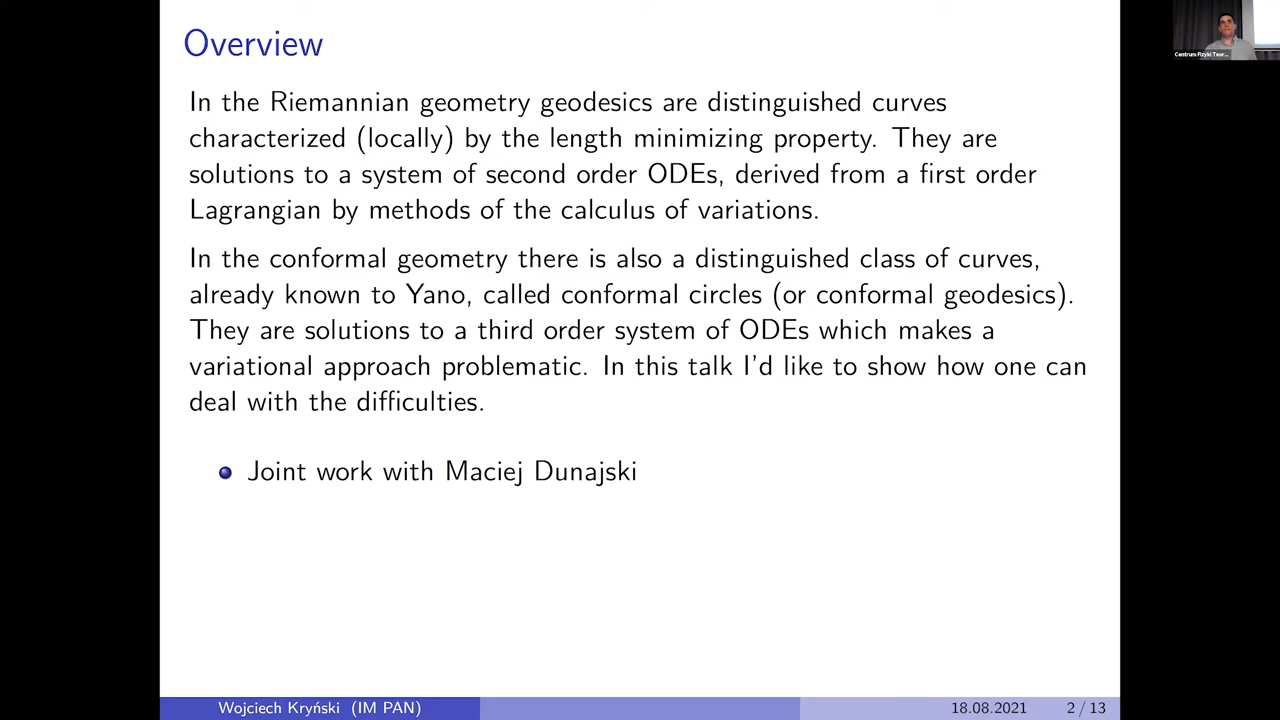 Overview
In the Riemannian geometry geodesics are distinguished curves
characterized (locally) by the length minimizing property. They are
solutions to a system of second order ODEs, derived from a first order
Lagrangian by methods of the calculus of variations.
In the conformal geometry there is also a distinguished class of curves,
already known to Yano, called conformal circles (or conformal geodesics).
They are solutions to a third order system of ODEs which makes a
variational approach problematic. In this talk I'd like to show how one can
deal with the difficulties.
Joint work with Maciej Dunajski
Wojciech Kryński (IM PAN)
18.08.2021
2 / 13
Centrum Fizyki Teor...